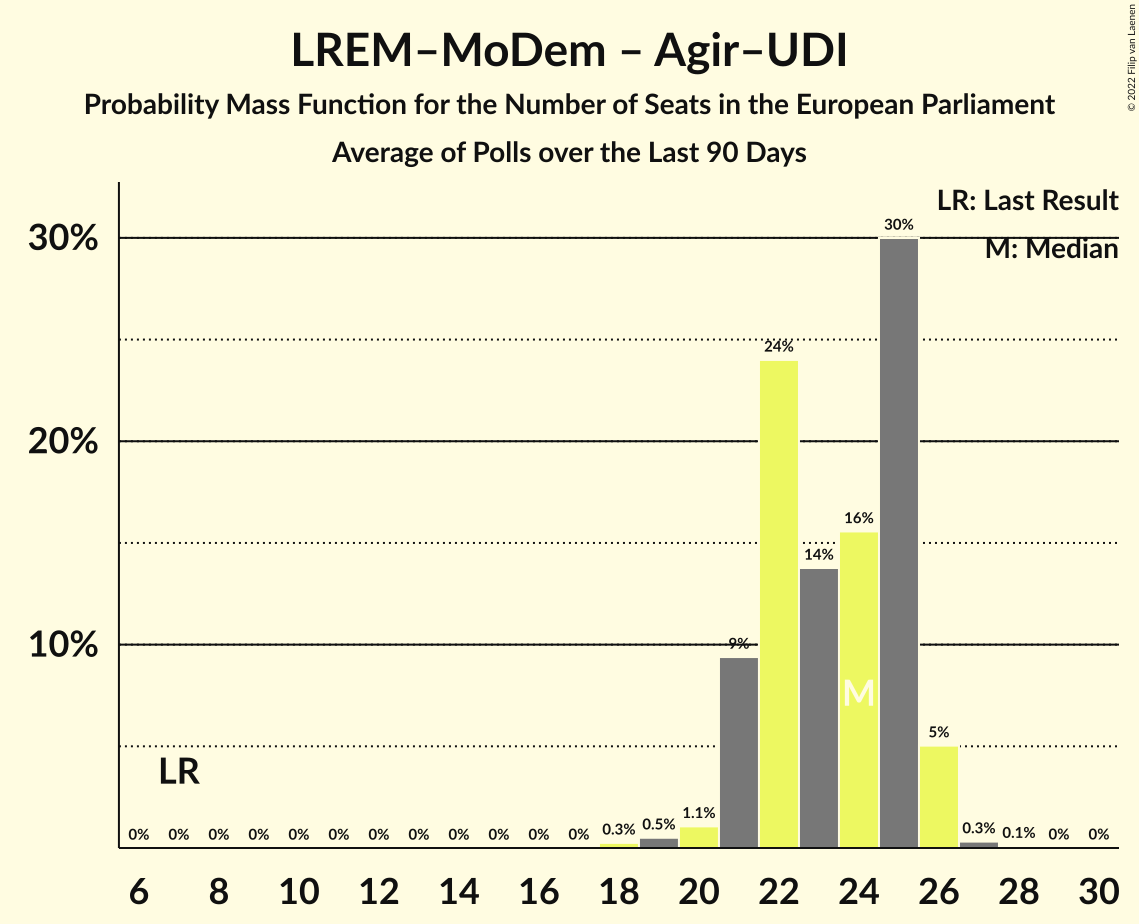 LREM–MoDem – Agir–UDI
Probability Mass Function for the Number of Seats in the European Parliament
Average of Polls over the Last 90 Days
© 2022 Filip van Laenen
LR: Last Result
M: Median
30%
20%
10%
30%
24%
16%
14%
9%
5%
M
LR
0% 0% 0% 0% 0% 0% 0% 0% 0% 0% 0% 0% 0.3% 0.5% 1.1% 0.3% 0.1% 0% 0%
6 8 10 12 14 16 18 20 22 24 26 28 30